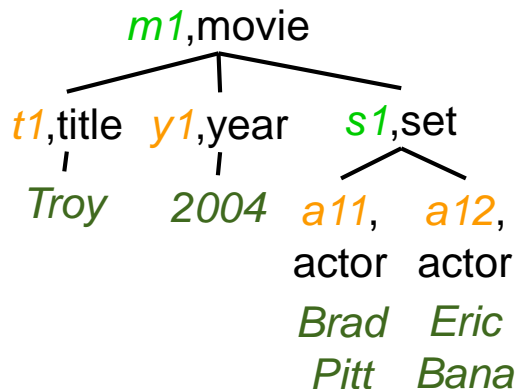 m1,movie
t1,title y1,year s1,set
Troy 2004 a11, a12,
actor actor
Brad Eric
Pitt Bana